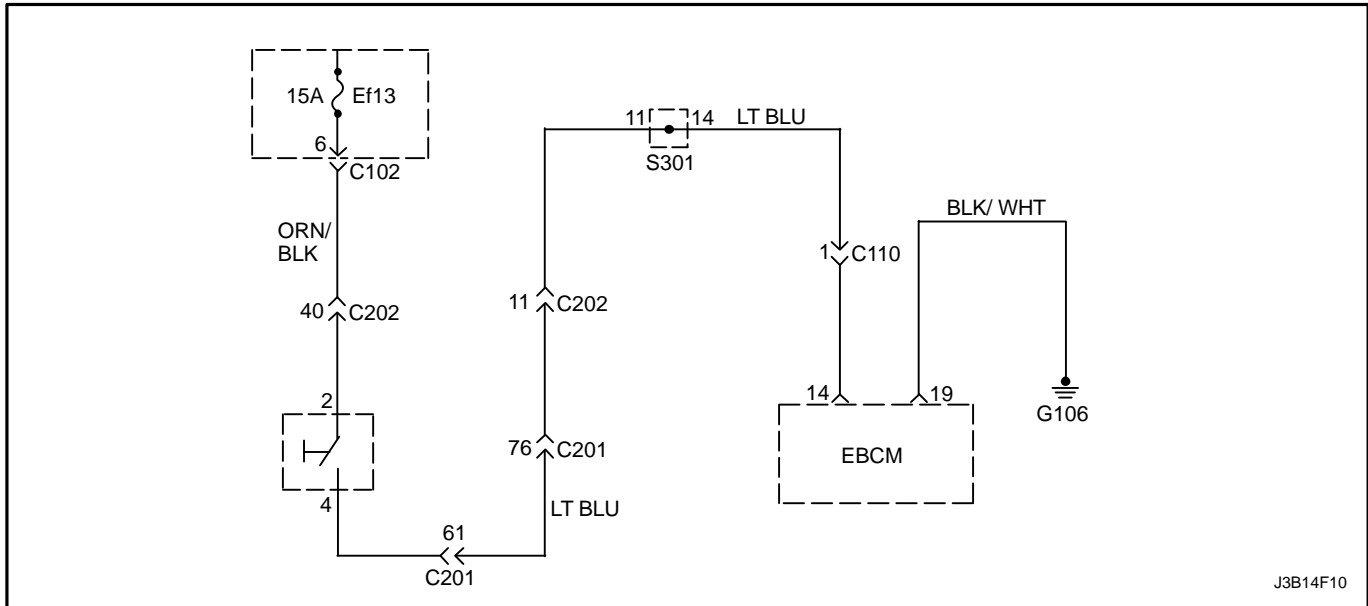 15A Ef13
6
C102
ORN/
BLK
40 C202
2
4
61
C201
LT BLU
76 C201
11 C202
11 14 LT BLU
S301
1 C110
BLK/ WHT
14 19
EBCM
G106
J3B14F10